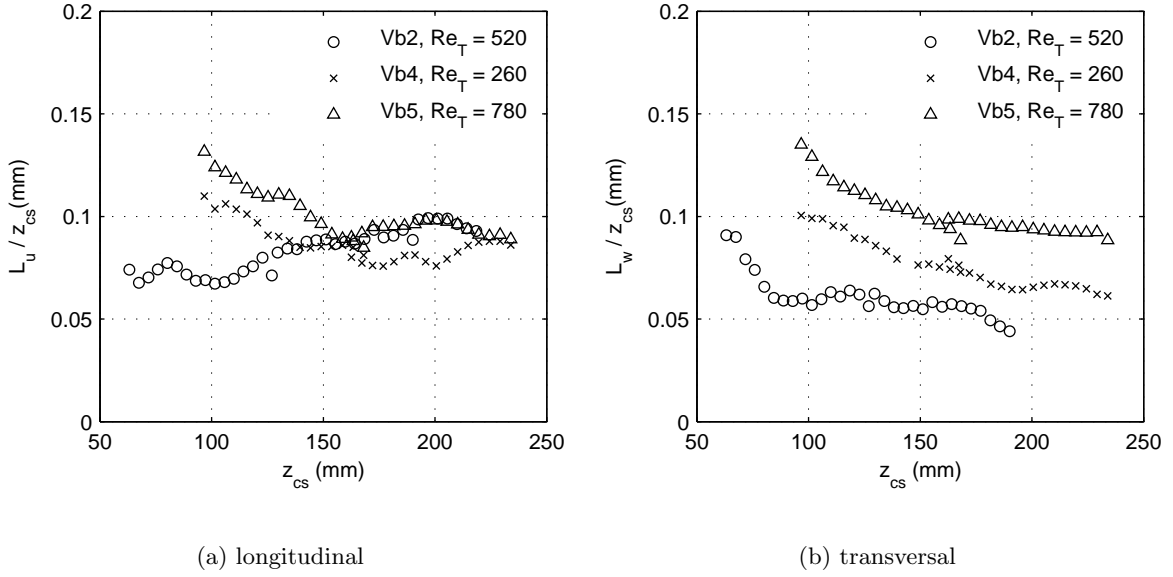 0.2
0.15
0.1
0.05
0
50
100
150
200
250
L_u / z_cs (mm)
z_cs (mm)
Vb2, Re_T = 520
Vb4, Re_T = 260
Vb5, Re_T = 780
(a) longitudinal
0.2
0.15
0.1
0.05
0
50
100
150
200
250
L_w / z_cs (mm)
z_cs (mm)
Vb2, Re_T = 520
Vb4, Re_T = 260
Vb5, Re_T = 780
(b) transversal